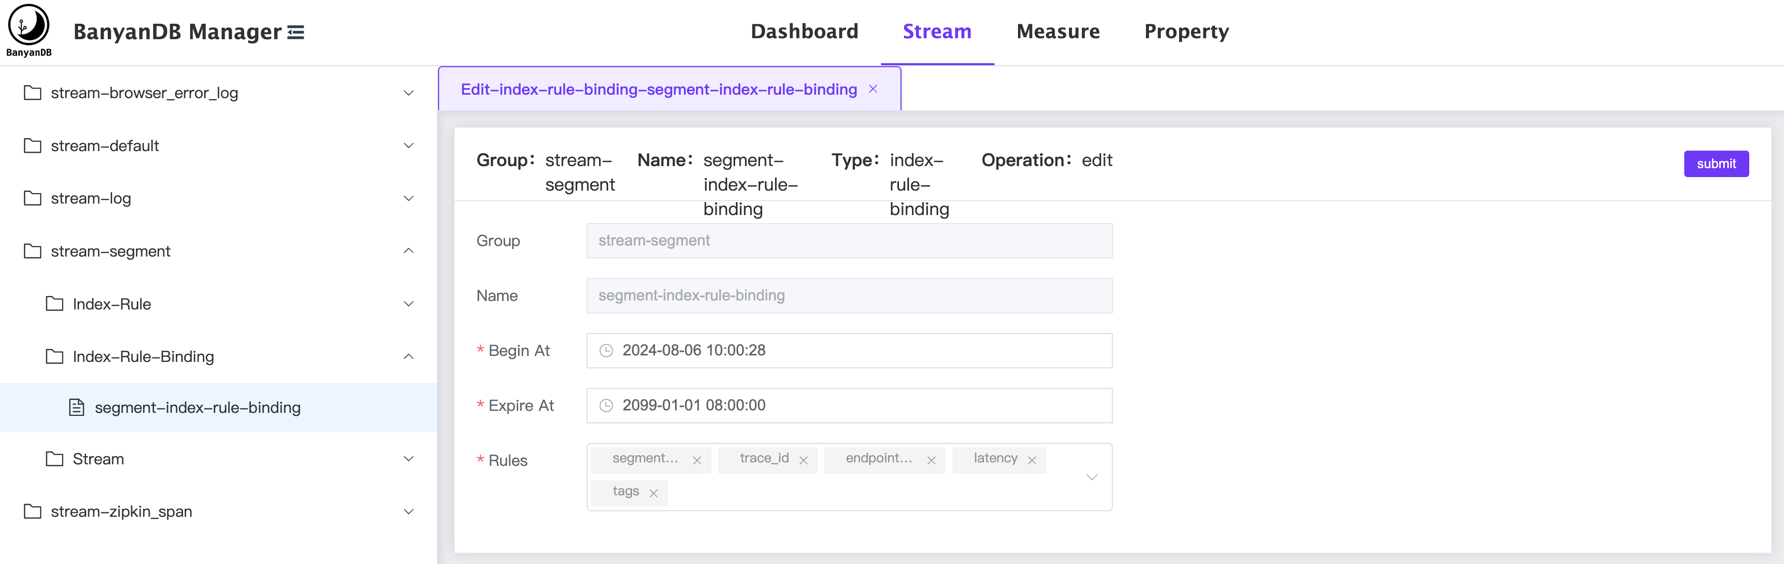 BanyanDB
BanyanDB Manager
Dashboard
Stream
Measure
Property
stream-browser_error_log
stream-default
stream-log
stream-segment
Index-Rule
Index-Rule-Binding
segment-index-rule-binding
Stream
stream-zipkin_span
Edit-index-rule-binding-segment-index-rule-binding
Group: stream-
segment
Name: segment-
index-rule-
binding
Type: index-
rule-
binding
Operation: edit
submit
Group
stream-segment
Name
segment-index-rule-binding
* Begin At
2024-08-06 10:00:28
* Expire At
2099-01-01 08:00:00
* Rules
segment... trace_id endpoint... latency
tags